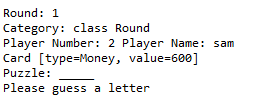 Round: 1
Category: class Round
Player Number: 2 Player Name: sam
Card [type=Money, value=600]
Puzzle: _____
Please guess a letter